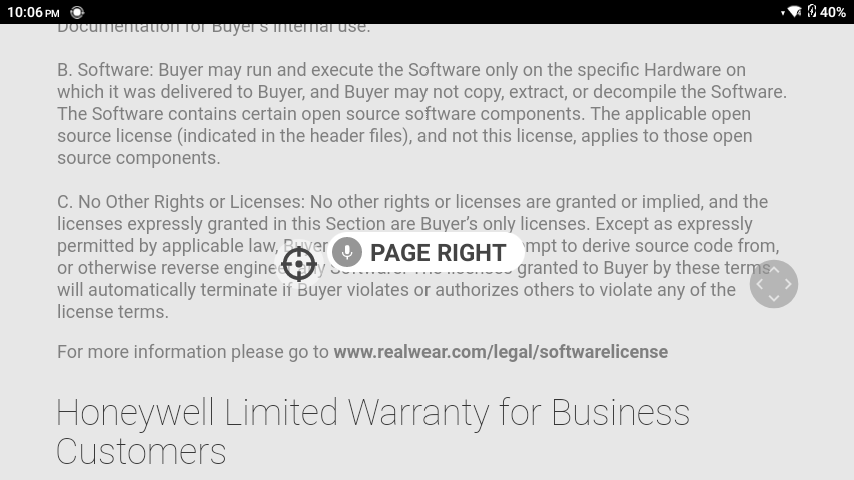 10:06 PM
40%
Documentation for Buyer's internal use.
B. Software: Buyer may run and execute the Software only on the specific Hardware on
which it was delivered to Buyer, and Buyer may not copy, extract, or decompile the Software.
The Software contains certain open source software components. The applicable open
source license (indicated in the header files), and not this license, applies to those open
source components.
C. No Other Rights or Licenses: No other rights or licenses are granted or implied, and the
licenses expressly granted in this Section are Buyer’s only licenses. Except as expressly
permitted by applicable law, Buyer mpt to derive source code from,
PAGE RIGHT
or otherwise reverse engineer any Software. The licenses granted to Buyer by these terms
will automatically terminate if Buyer violates or authorizes others to violate any of the
license terms.
For more information please go to www.realwear.com/legal/softwarelicense
Honeywell Limited Warranty for Business
Customers